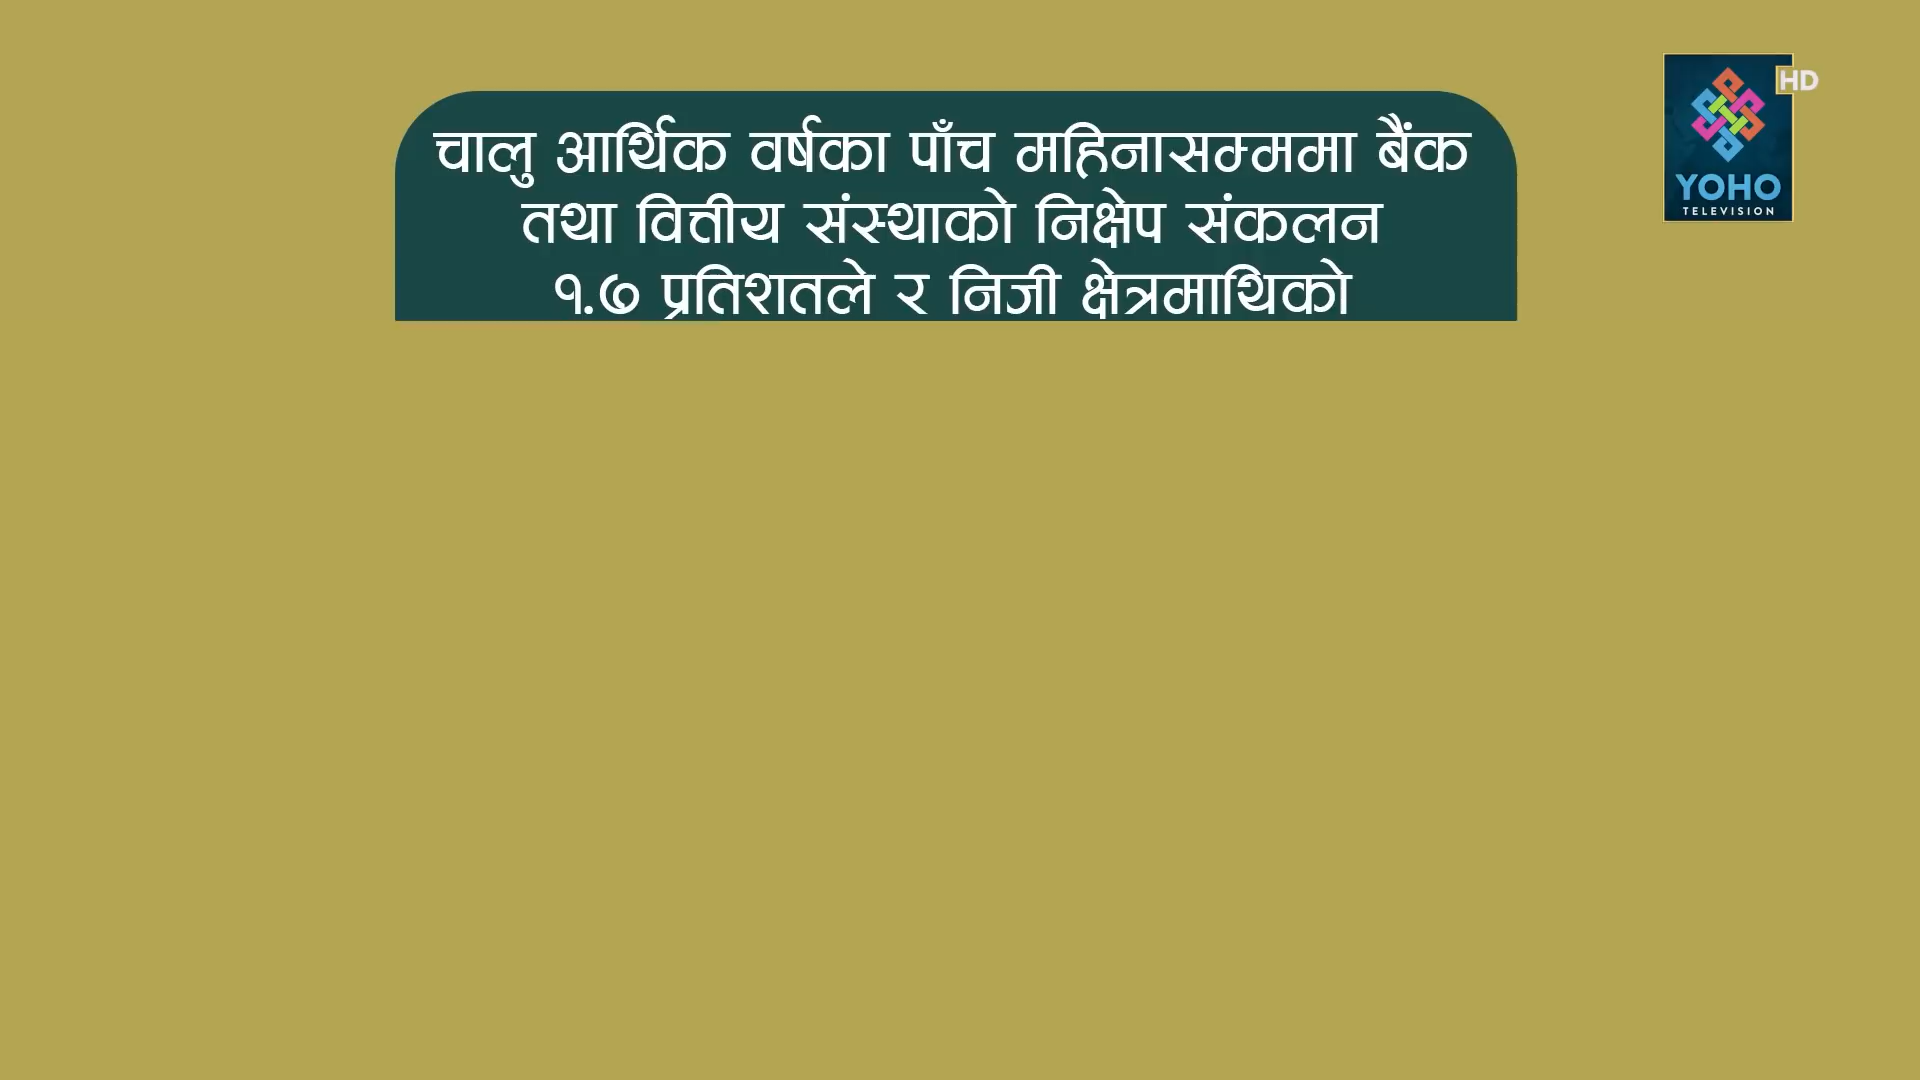 चालु आर्थिक वर्षका पाँच महिनासम्ममा बैंक
तथा वित्तीय संस्थाको निक्षेप संकलन
१.७ प्रतिशतले र निजी क्षेत्रमाथिको
HD
YOHO
TELEVISION